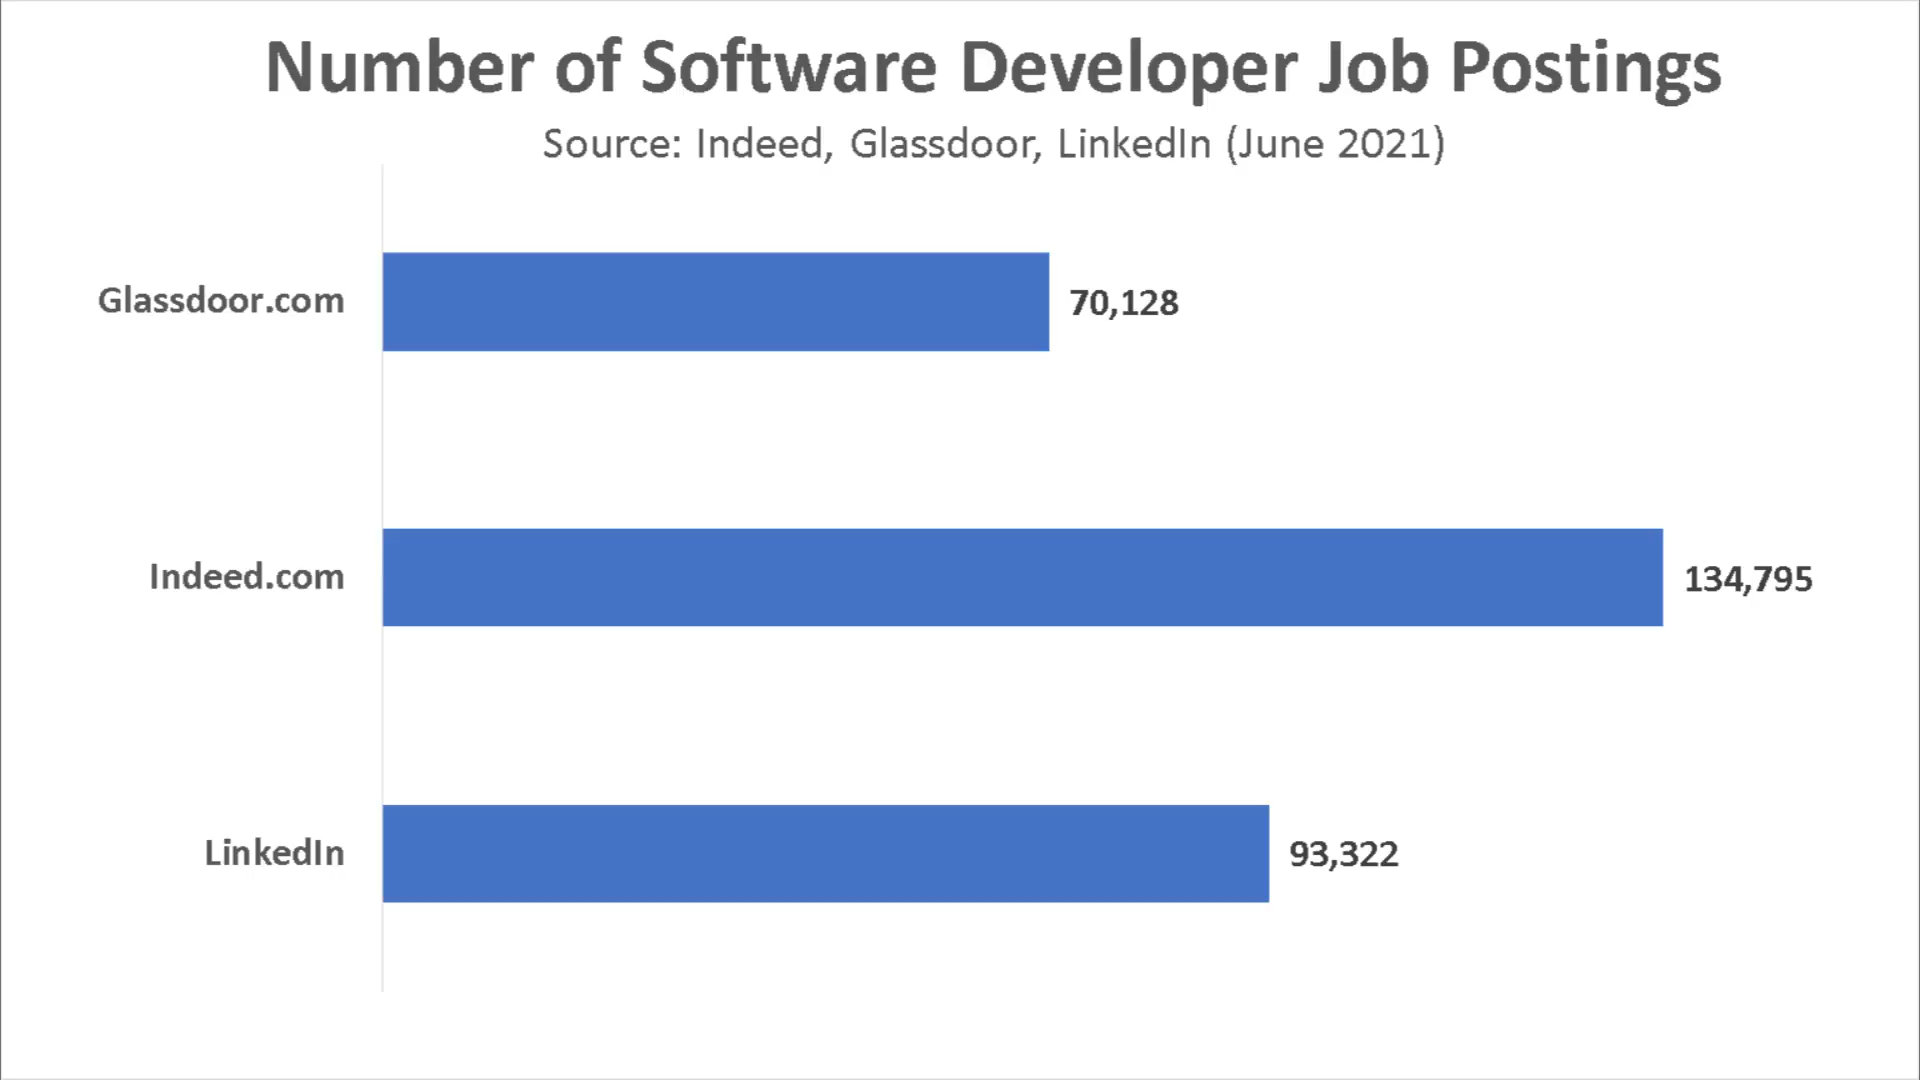 Number of Software Developer Job Postings
Source: Indeed, Glassdoor, LinkedIn (June 2021)
Glassdoor.com 70,128
Indeed.com 134,795
LinkedIn 93,322